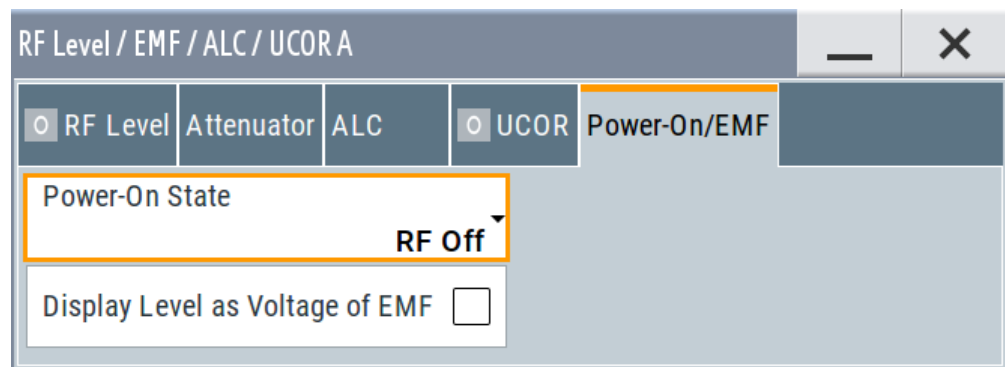 RF Level / EMF / ALC / UCOR A
RF Level Attenuator ALC UCOR Power-On/EMF
Power-On State
RF Off
Display Level as Voltage of EMF